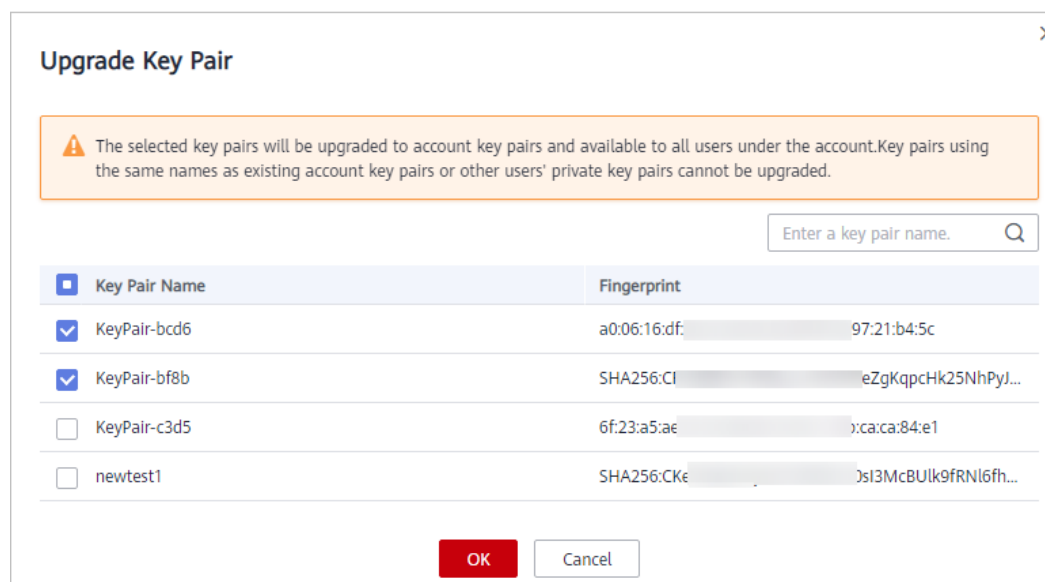 Upgrade Key Pair
The selected key pairs will be upgraded to account key pairs and available to all users under the account.Key pairs using
the same names as existing account key pairs or other users' private key pairs cannot be upgraded.
Enter a key pair name.
Key Pair Name Fingerprint
KeyPair-bcd6 a0:06:16:df: 97:21:b4:5c
KeyPair-bf8b SHA256:C eZgKqpcHk25NhPyJ...
KeyPair-c3d5 6f:23:a5:ae :ca:ca:84:e1
newtest1 SHA256:CKe sI3McBUlk9fRNl6fh...
OK Cancel